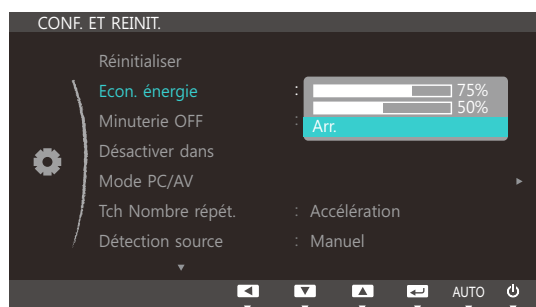 CONF. ET REINIT.
Réinitialiser
Econ. énergie :
75%
50%
Arr.
Minuterie OFF :
Désactiver dans
Mode PC/AV
Tch Nombre répét. : Accélération
Détection source : Manuel
AUTO